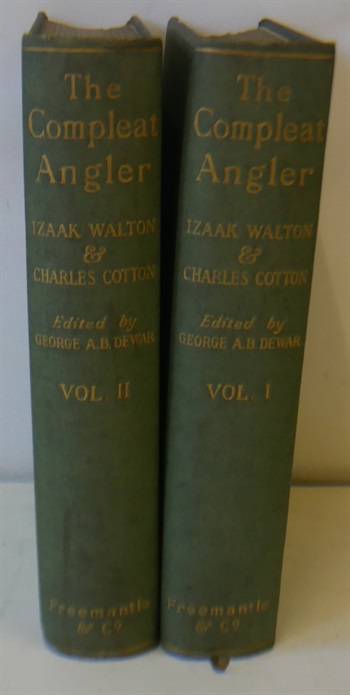 The
Compleat
Angler
IZAAK WALTON
&
CHARLES COTTON
Edited by
GEORGE A.B. DEWAR
VOL. II
Freemantle
& Co.
The
Compleat
Angler
IZAAK WALTON
&
CHARLES COTTON
Edited by
GEORGE A.B. DEWAR
VOL. I
Freemantle
& Co.